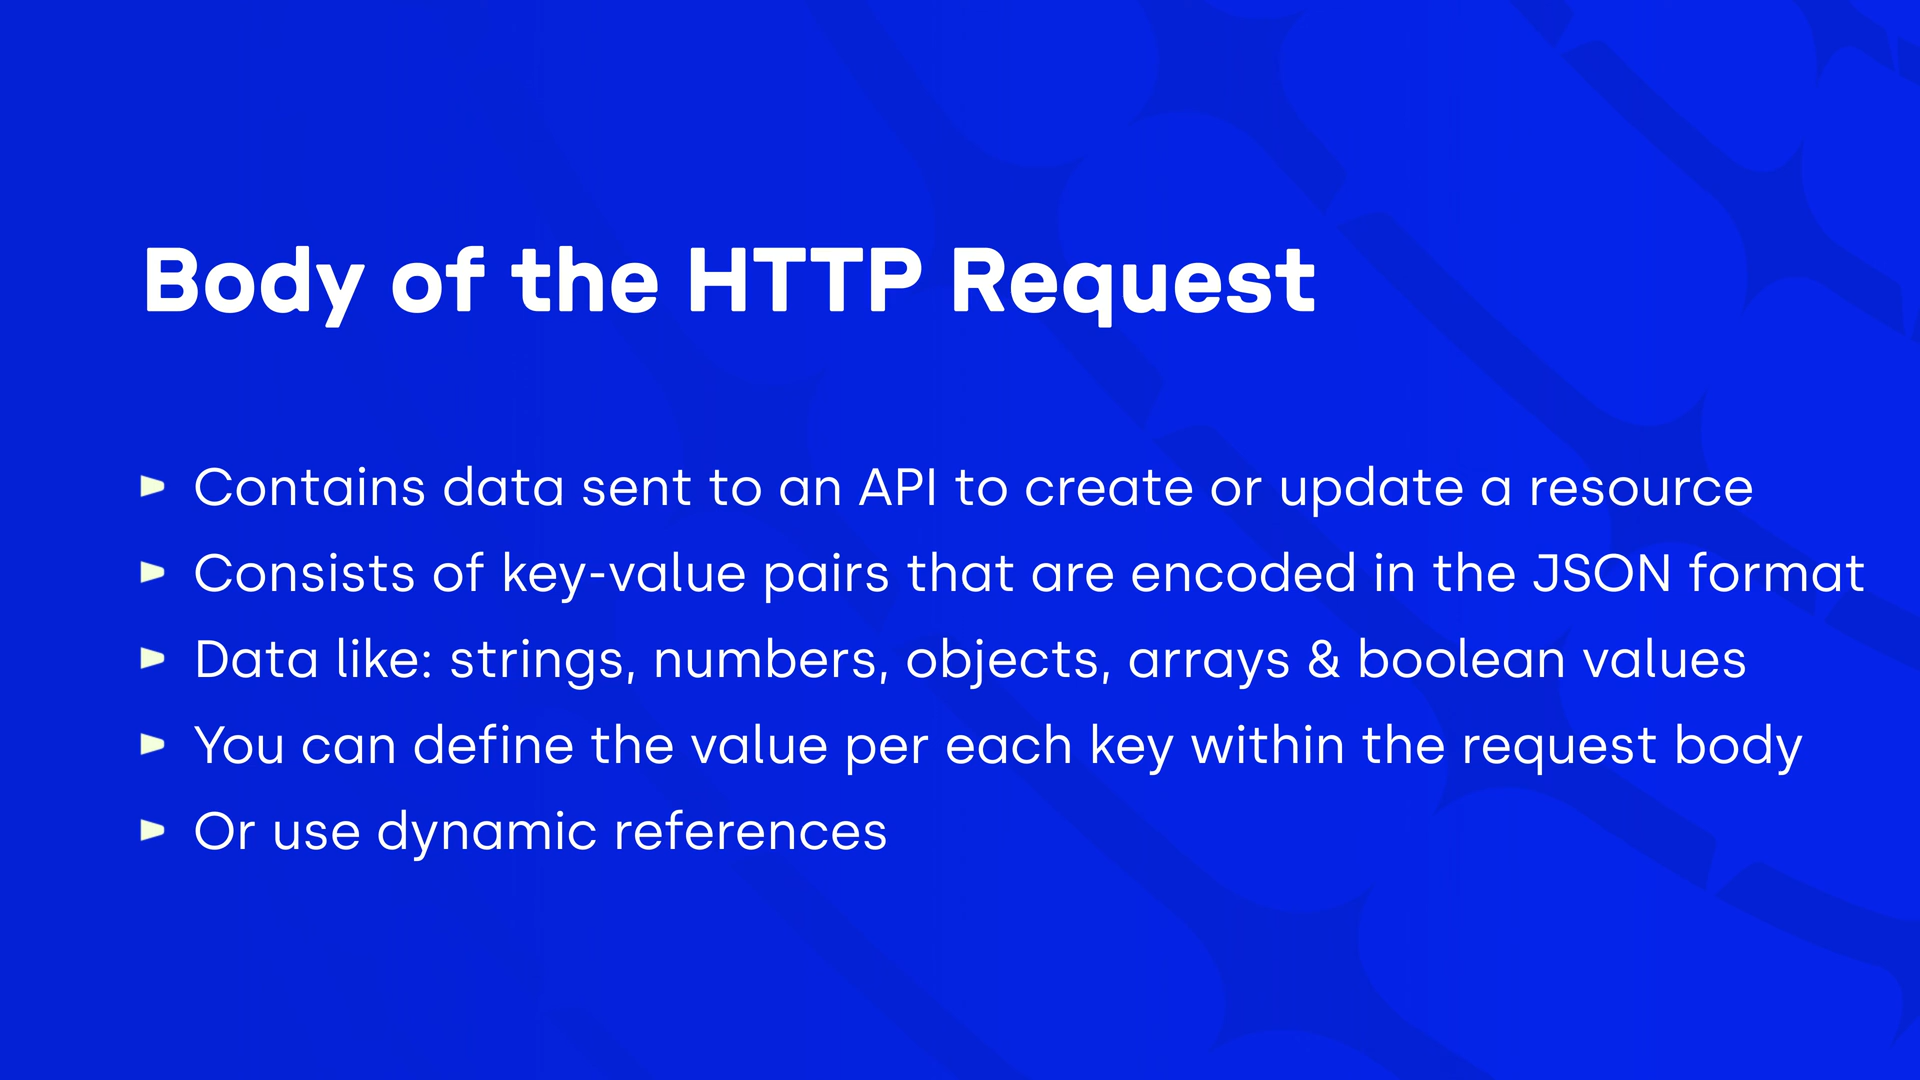 Body of the HTTP Request
Contains data sent to an API to create or update a resource
Consists of key-value pairs that are encoded in the JSON format
Data like: strings, numbers, objects, arrays & boolean values
You can define the value per each key within the request body
Or use dynamic references